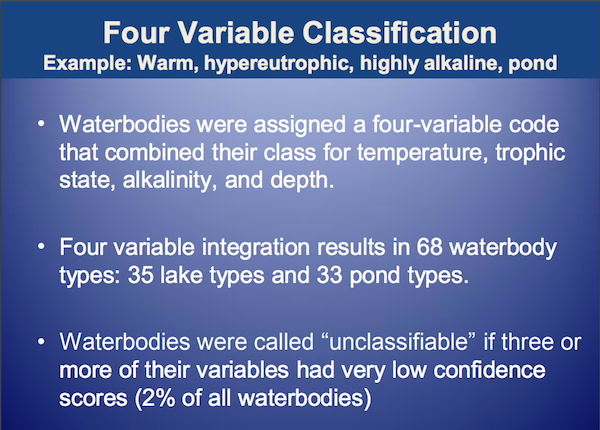 Four Variable Classification
Example: Warm, hypereutrophic, highly alkaline, pond
• Waterbodies were assigned a four-variable code
that combined their class for temperature, trophic
state, alkalinity, and depth.
• Four variable integration results in 68 waterbody
types: 35 lake types and 33 pond types.
• Waterbodies were called “unclassifiable” if three or
more of their variables had very low confidence
scores (2% of all waterbodies)